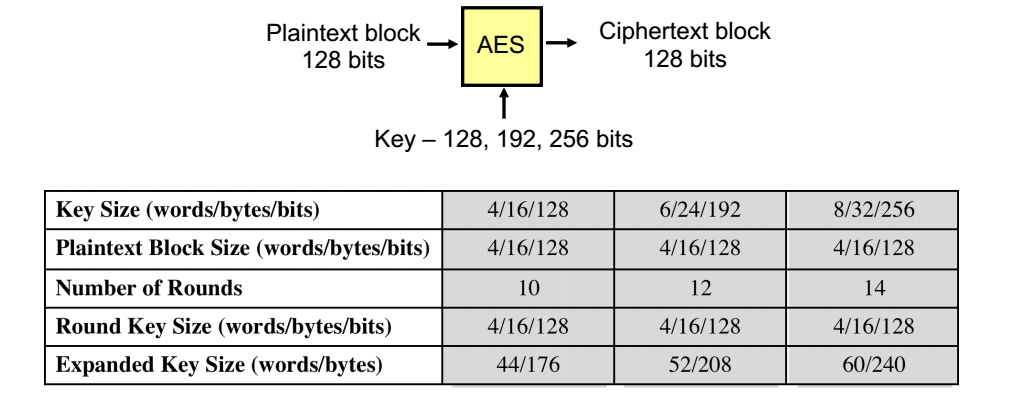 Plaintext block
128 bits
AES
Ciphertext block
128 bits
Key – 128, 192, 256 bits
Key Size (words/bytes/bits) 4/16/128 6/24/192 8/32/256
Plaintext Block Size (words/bytes/bits) 4/16/128 4/16/128 4/16/128
Number of Rounds 10 12 14
Round Key Size (words/bytes/bits) 4/16/128 4/16/128 4/16/128
Expanded Key Size (words/bytes) 44/176 52/208 60/240